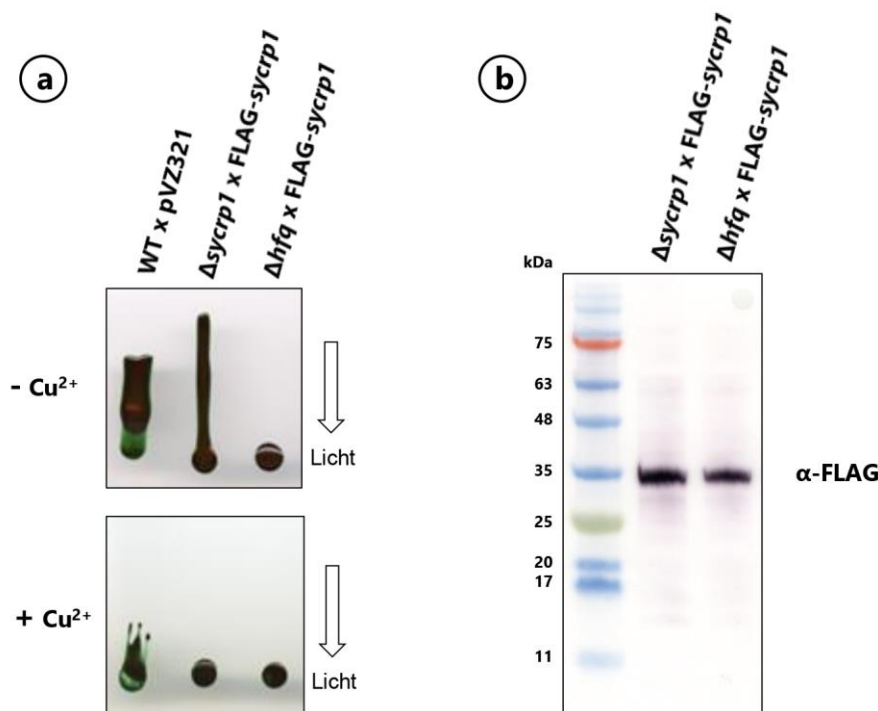 a
WT x pVZ321
Δsycrp1 x FLAG-sycrp1
Δhfq x FLAG-sycrp1
- Cu²⁺
Licht
+ Cu²⁺
Licht
b
Δsycrp1 x FLAG-sycrp1
Δhfq x FLAG-sycrp1
kDa
75
63
48
35
25
20
17
11
α-FLAG